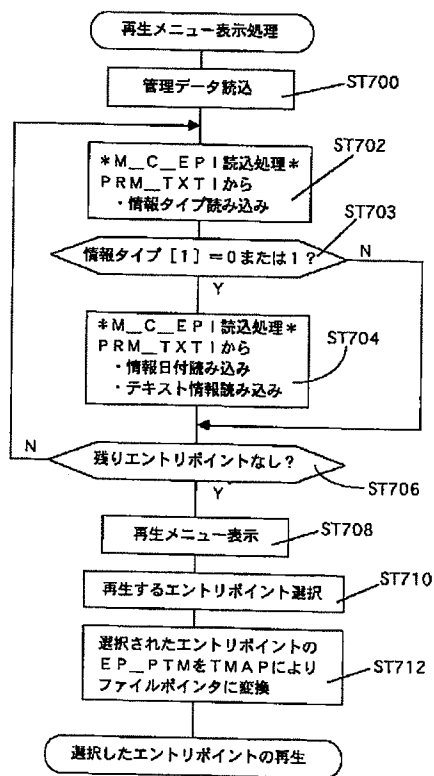 再生メニュー表示処理
管理データ読込
ST700
*M_C_EPI読込処理*
PRM_TXTIから
・情報タイプ読み込み
ST702
情報タイプ[1]=0または1?
ST703
N
Y
*M_C_EPI読込処理*
PRM_TXTIから
・情報日付読み込み
・テキスト情報読み込み
ST704
残りエントリポイントなし?
N
ST706
Y
再生メニュー表示
ST708
再生するエントリポイント選択
ST710
選択されたエントリポイントの
EP_PTMをTMAPにより
ファイルポインタに変換
ST712
選択したエントリポイントの再生